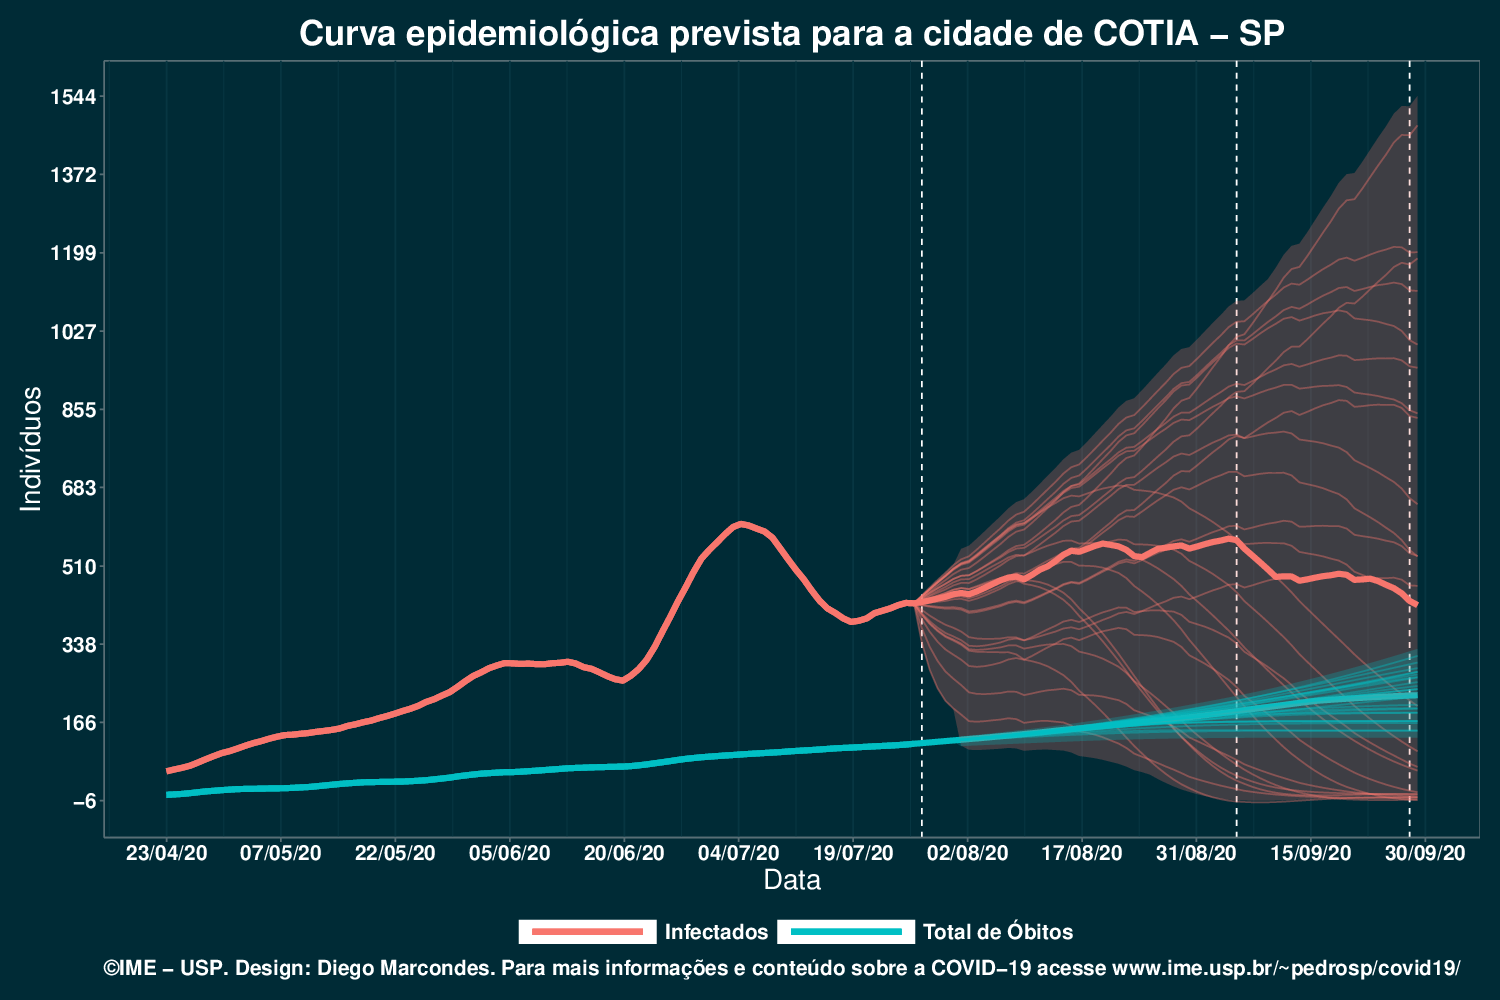 Curva epidemiológica prevista para a cidade de COTIA – SP
1544
1372
1199
1027
855
683
510
338
166
−6
Indivíduos
23/04/20 07/05/20 22/05/20 05/06/20 20/06/20 04/07/20 19/07/20 02/08/20 17/08/20 31/08/20 15/09/20 30/09/20
Data
Infectados Total de Óbitos
©IME – USP. Design: Diego Marcondes. Para mais informações e conteúdo sobre a COVID−19 acesse www.ime.usp.br/~pedrosp/covid19/